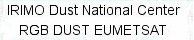 IRIMO Dust National Center
RGB DUST EUMETSAT